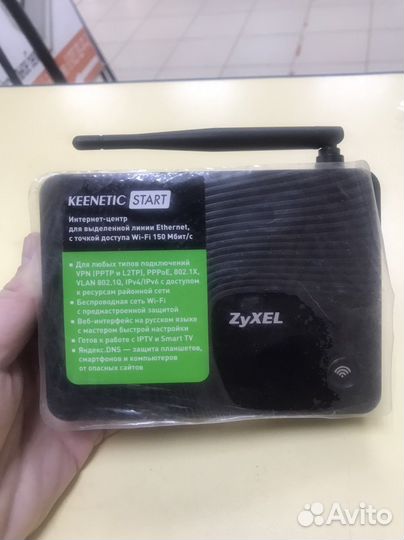 KEENETIC START
Интернет-центр
для выделенной линии Ethernet,
с точкой доступа Wi-Fi 150 Мбит/с
• Для любых типов подключений
VPN (PPTP и L2TP), PPPoE, 802.1X,
VLAN 802.1Q, IPv4/IPv6 с доступом
к ресурсам районной сети
• Беспроводная сеть Wi-Fi
с преднастроенной защитой
• Веб-интерфейс на русском языке
с мастером быстрой настройки
• Готов к работе с IPTV и Smart TV
• Яндекс.DNS — защита планшетов,
смартфонов и компьютеров
от опасных сайтов
ZyXEL
Avito